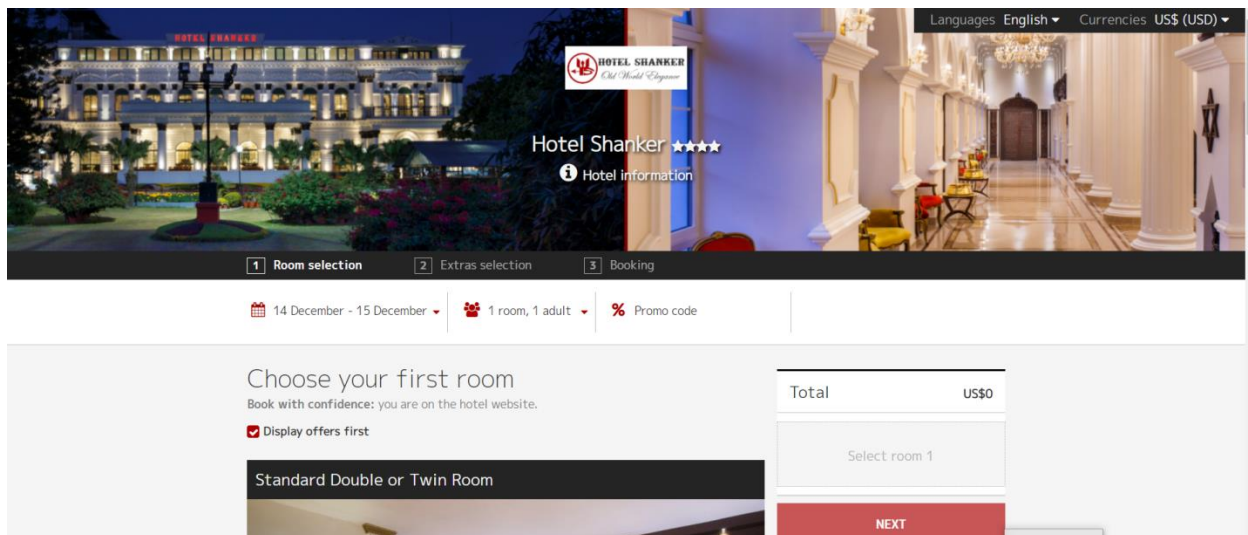 Languages English Currencies US$ (USD)
HOTEL SHANKER
HOTEL SHANKER
Old World Elegance
Hotel Shanker
Hotel information
1 Room selection 2 Extras selection 3 Booking
14 December - 15 December 1 room, 1 adult % Promo code
Choose your first room
Book with confidence: you are on the hotel website.
Display offers first
Total US$0
Select room 1
Standard Double or Twin Room
NEXT